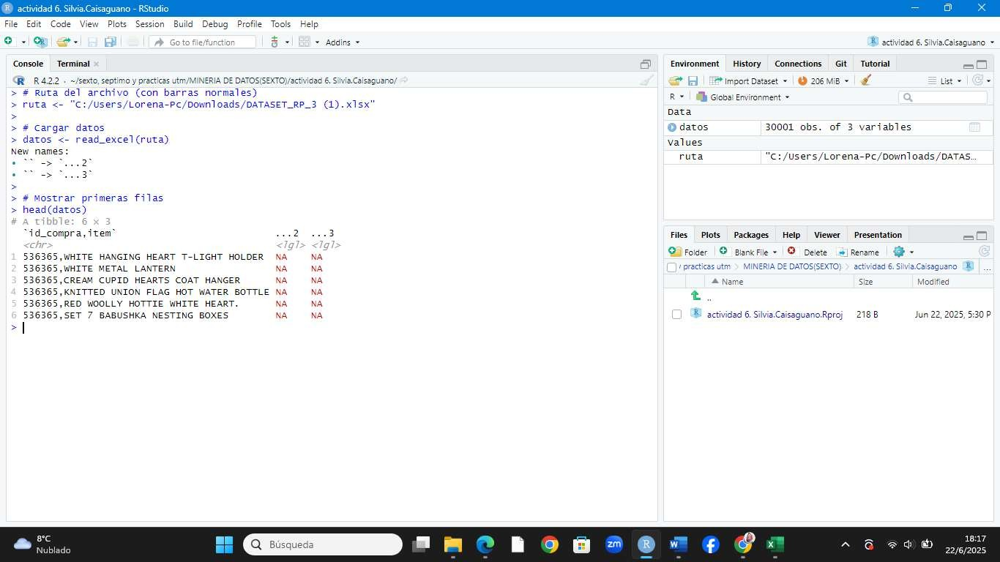 actividad 6. Silvia.Caisaguano - RStudio
File Edit Code View Plots Session Build Debug Profile Tools Help
Go to file/function
Addins
actividad 6. Silvia.Caisaguano
Console Terminal
R 4.2.2 · ~/sexto, septimo y practicas utm/MINERIA DE DATOS(SEXTO)/actividad 6. Silvia.Caisaguano/
> # Ruta del archivo (con barras normales)
> ruta <- "C:/Users/Lorena-Pc/Downloads/DATASET_RP_3 (1).xlsx"
>
> # Cargar datos
> datos <- read_excel(ruta)
New names:
• `` -> `...2`
• `` -> `...3`
>
> # Mostrar primeras filas
> head(datos)
# A tibble: 6 × 3
`id_compra,item` ...2 ...3
<chr> <lgl> <lgl>
1 536365,WHITE HANGING HEART T-LIGHT HOLDER NA NA
2 536365,WHITE METAL LANTERN NA NA
3 536365,CREAM CUPID HEARTS COAT HANGER NA NA
4 536365,KNITTED UNION FLAG HOT WATER BOTTLE NA NA
5 536365,RED WOOLLY HOTTIE WHITE HEART. NA NA
6 536365,SET 7 BABUSHKA NESTING BOXES NA NA
>
Environment History Connections Git Tutorial
Import Dataset 206 MiB List
R Global Environment
Data
datos 30001 obs. of 3 variables
Values
ruta "C:/Users/Lorena-Pc/Downloads/DATAS…
Files Plots Packages Help Viewer Presentation
Folder Blank File Delete Rename
/ practicas utm MINERIA DE DATOS(SEXTO) actividad 6. Silvia.Caisaguano ...
Name Size Modified
..
actividad 6. Silvia.Caisaguano.Rproj 218 B Jun 22, 2025, 5:30 P
8°C
Nublado
Búsqueda
zm
18:17
22/6/2025